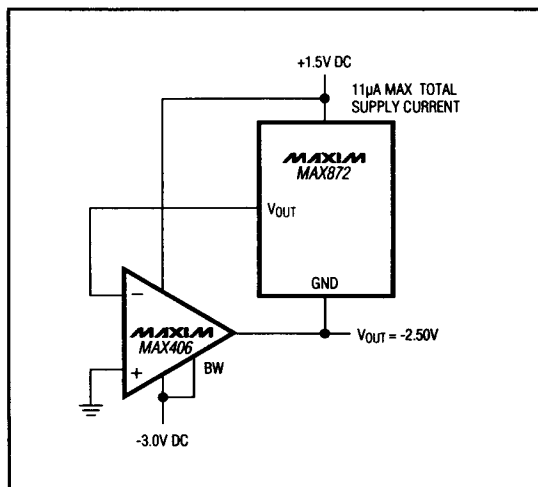 +1.5V DC
11µA MAX TOTAL
SUPPLY CURRENT
MAXIM
MAX872
VOUT
GND
−
MAXIM
MAX406
+
BW
VOUT = -2.50V
-3.0V DC